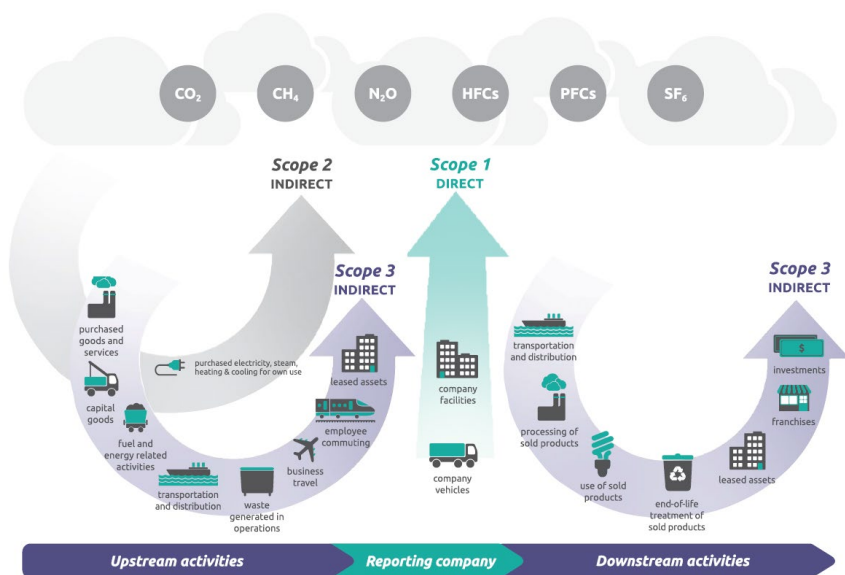 CO₂
CH₄
N₂O
HFCs
PFCs
SF₆
Scope 2
INDIRECT
Scope 1
DIRECT
Scope 3
INDIRECT
Scope 3
INDIRECT
purchased
goods and
services
capital
goods
fuel and
energy related
activities
transportation
and distribution
waste
generated in
operations
business
travel
employee
commuting
leased assets
purchased electricity, steam,
heating & cooling for own use
company
facilities
company
vehicles
transportation
and distribution
processing of
sold products
use of sold
products
end-of-life
treatment of
sold products
leased assets
franchises
$
investments
Upstream activities
Reporting company
Downstream activities